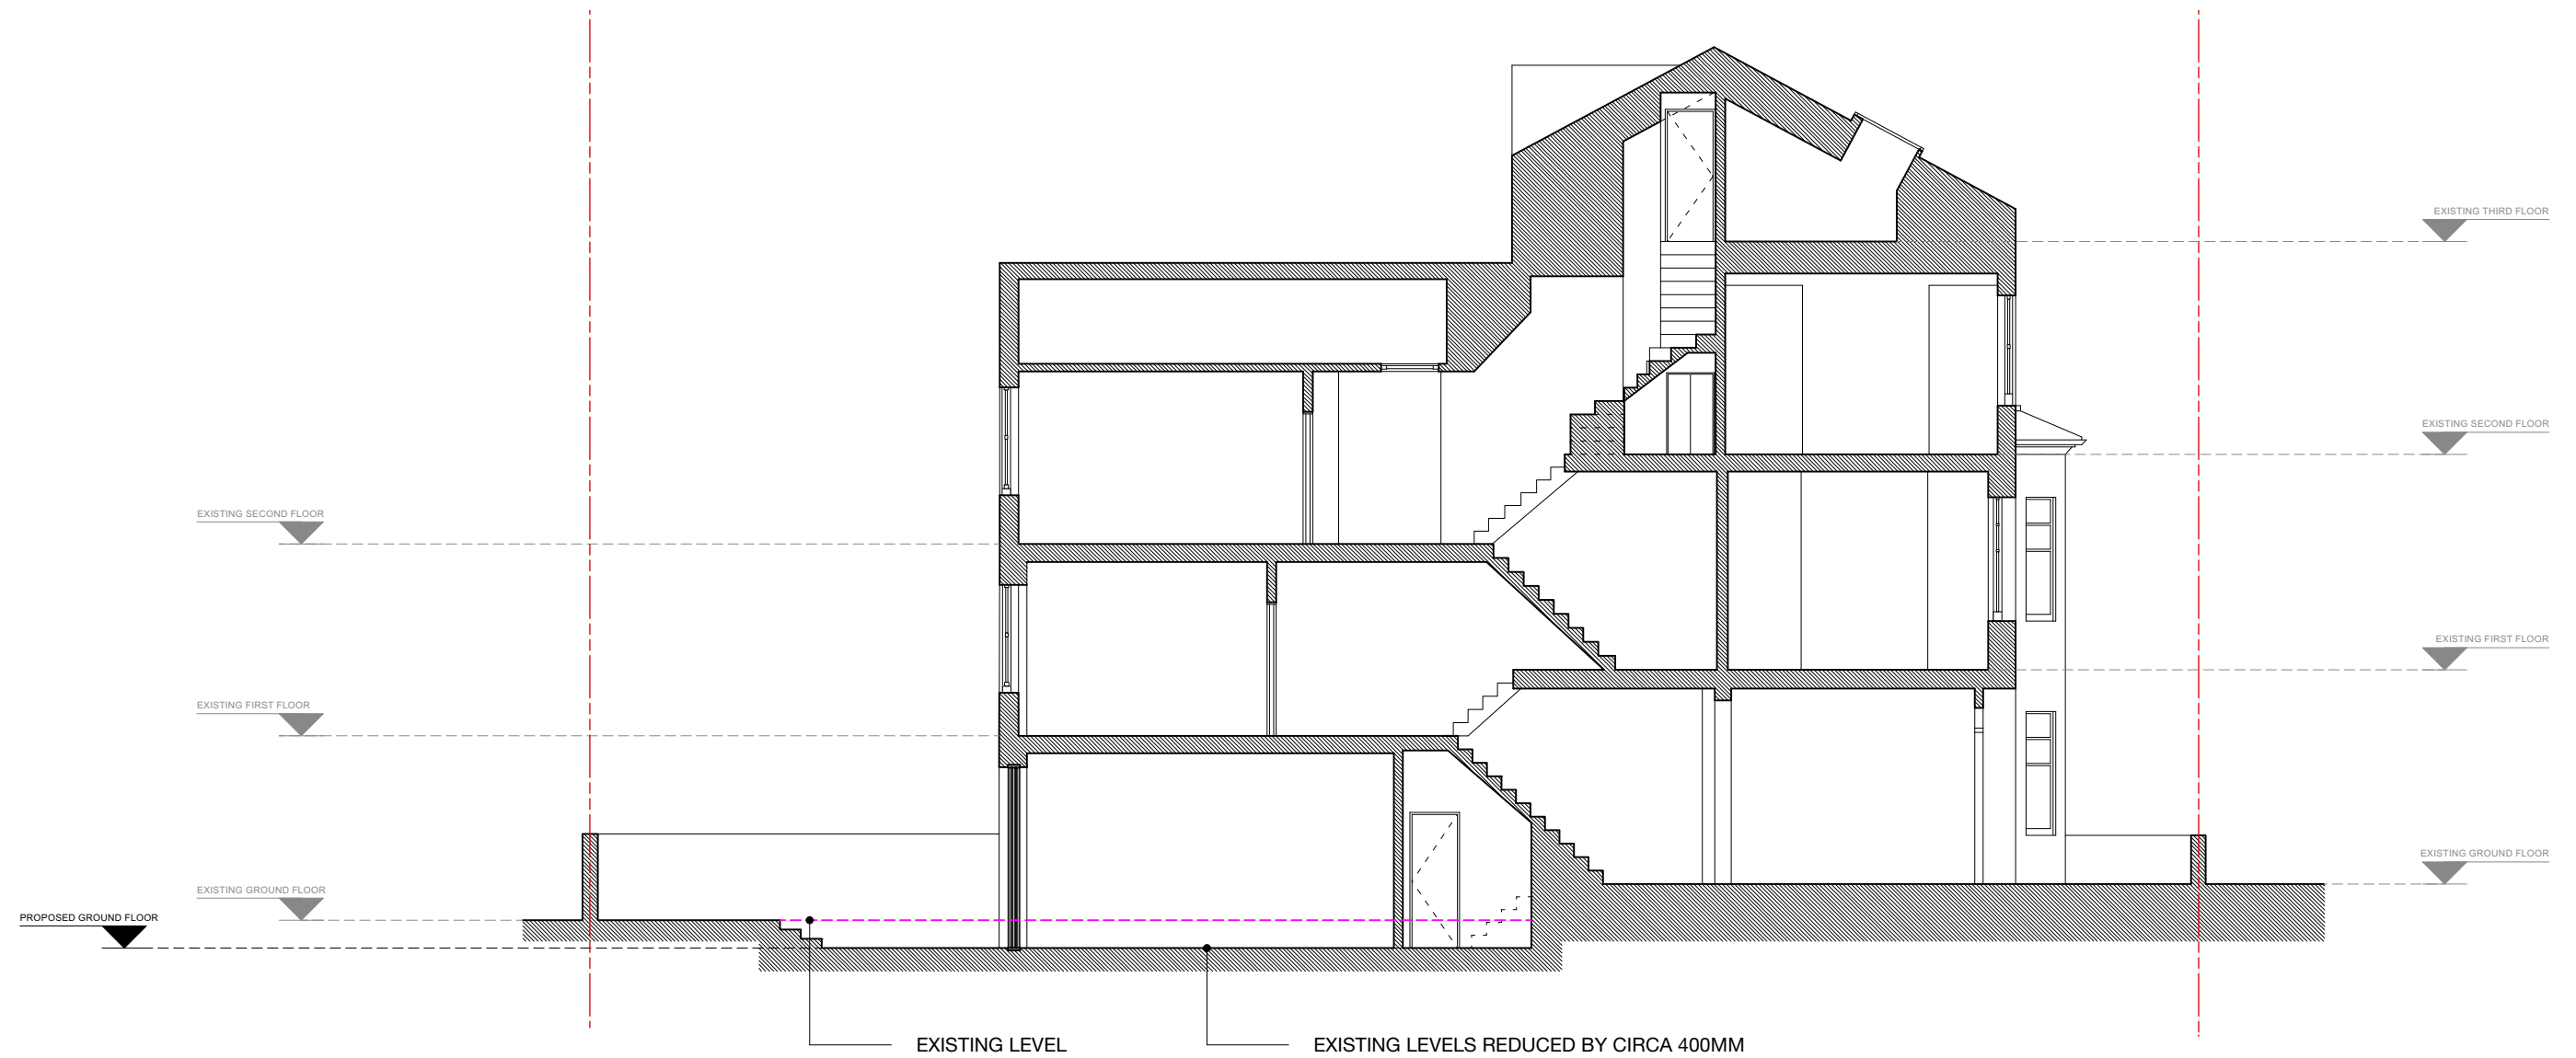 EXISTING THIRD FLOOR
EXISTING SECOND FLOOR
EXISTING SECOND FLOOR
EXISTING FIRST FLOOR
EXISTING FIRST FLOOR
EXISTING GROUND FLOOR
EXISTING GROUND FLOOR
PROPOSED GROUND FLOOR
EXISTING LEVEL
EXISTING LEVELS REDUCED BY CIRCA 400MM